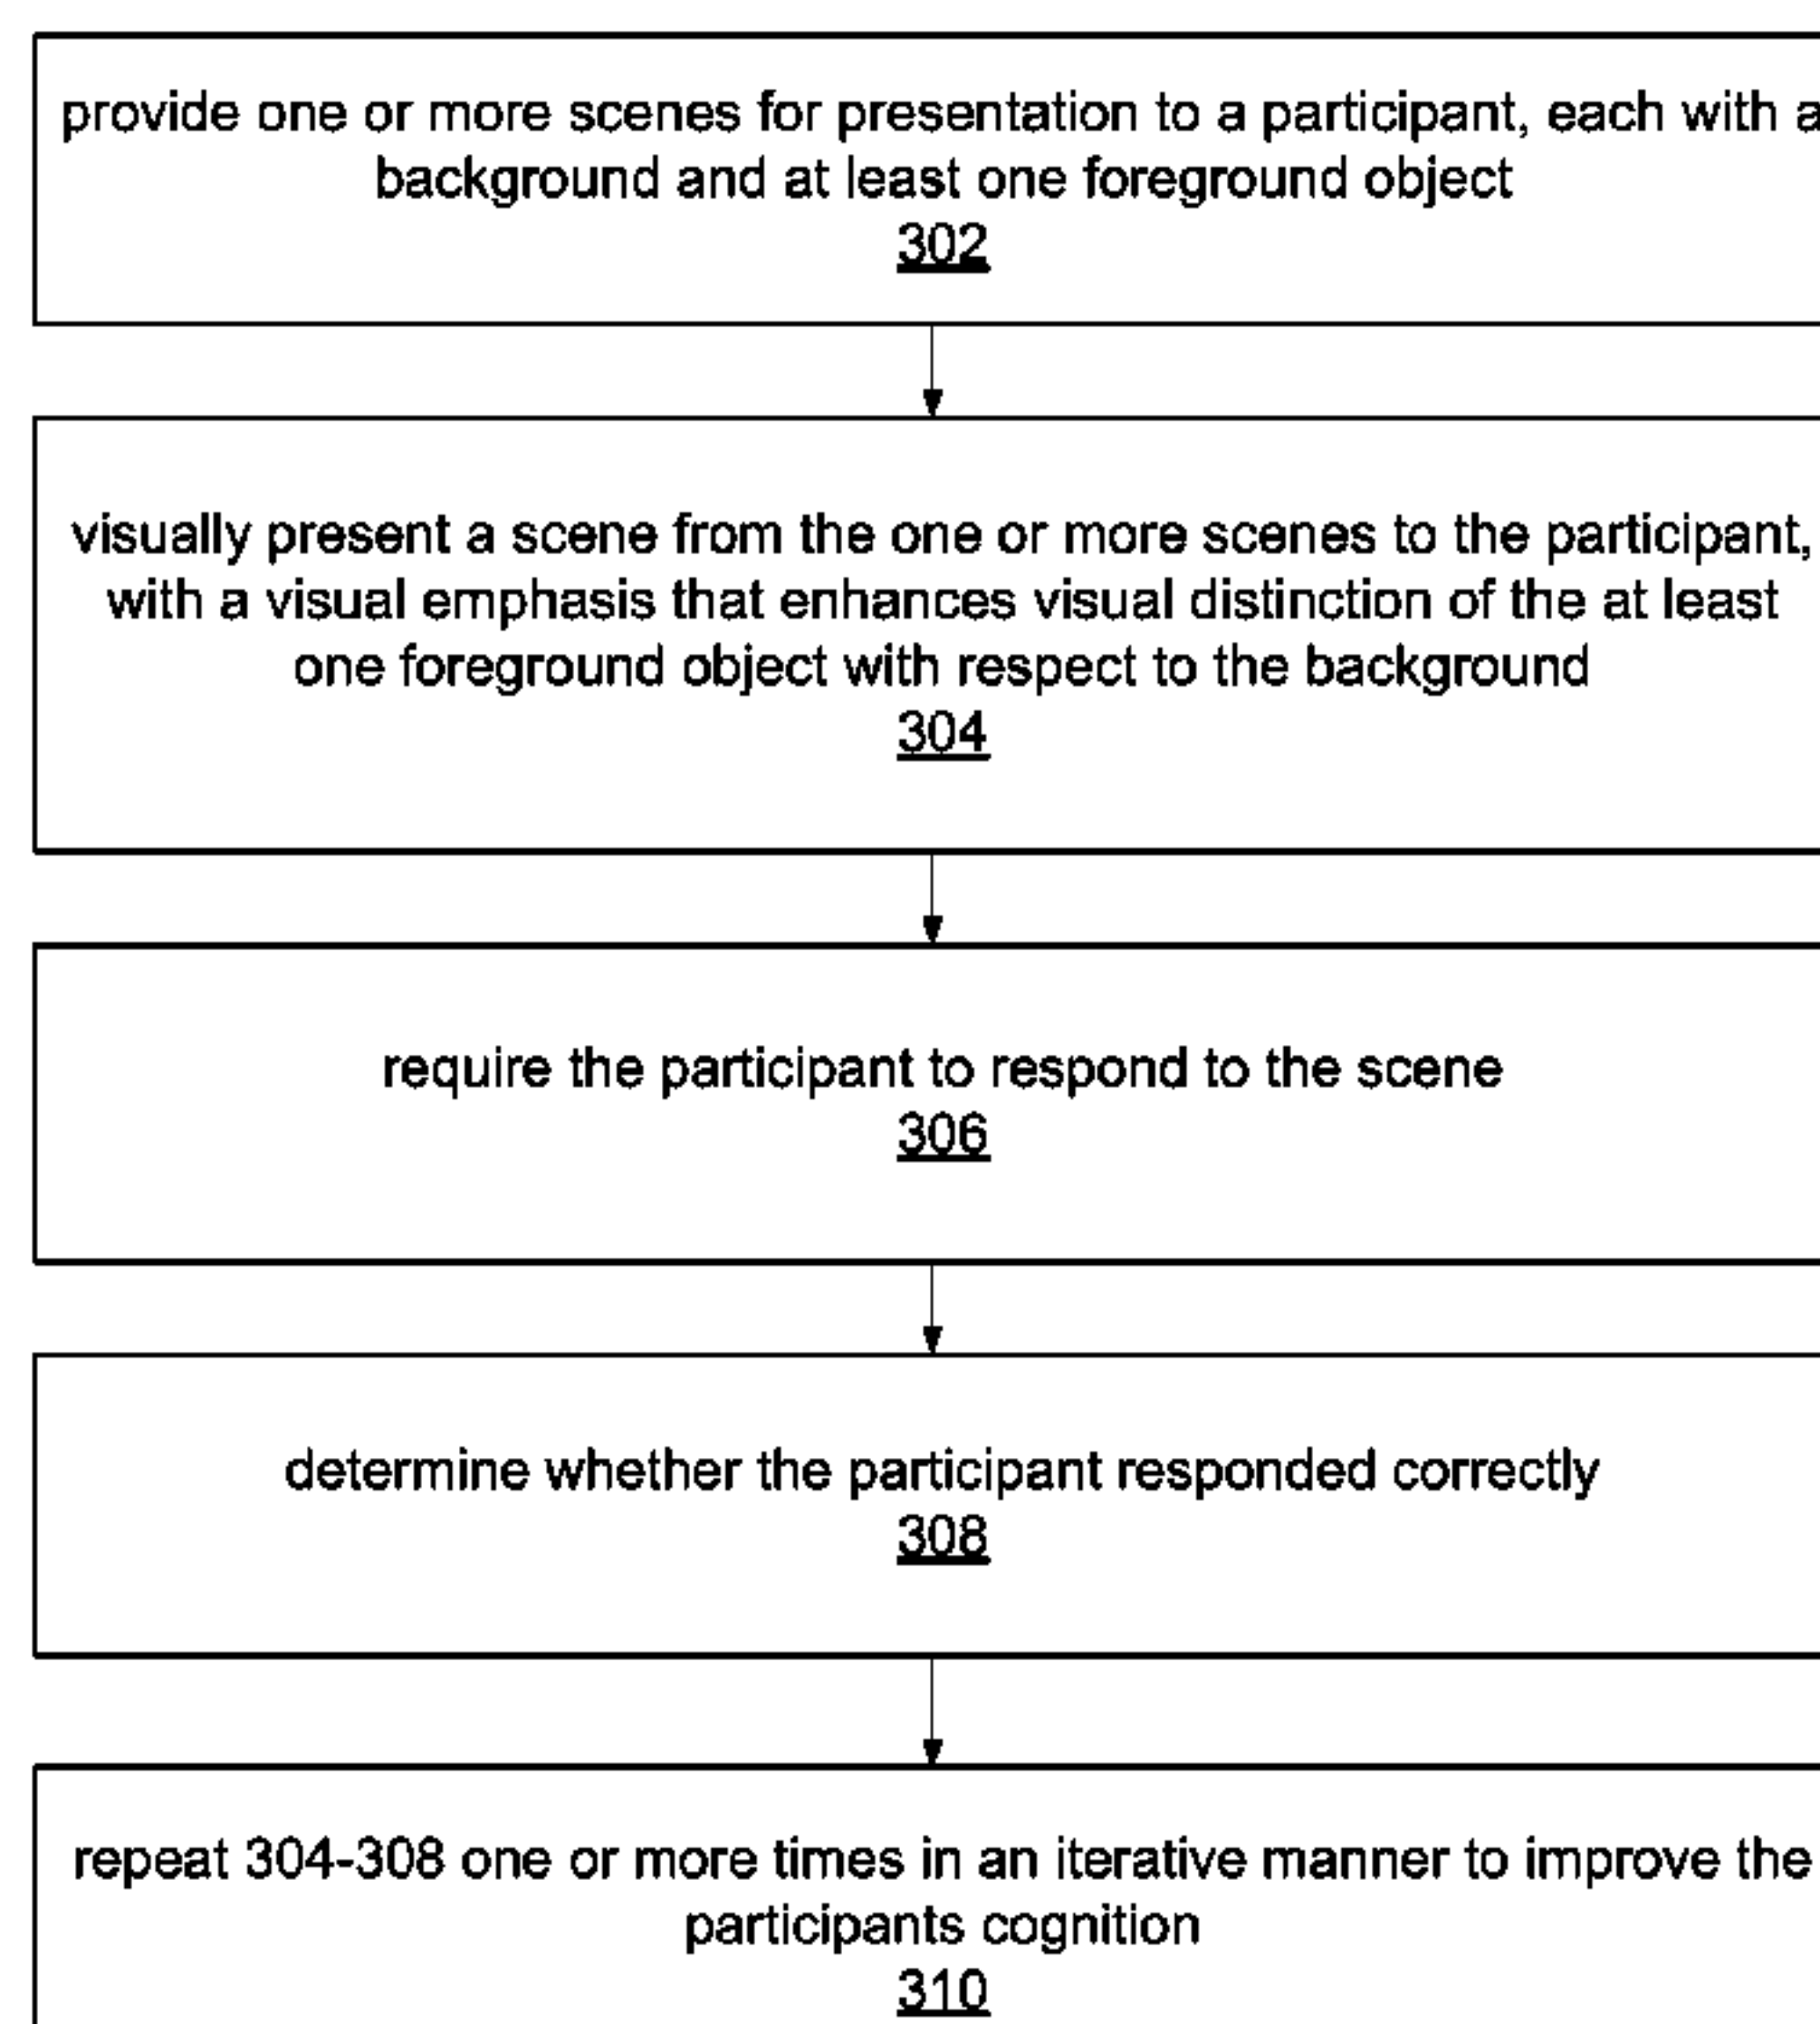 provide one or more scenes for presentation to a participant, each with a
background and at least one foreground object
302
visually present a scene from the one or more scenes to the participant,
with a visual emphasis that enhances visual distinction of the at least
one foreground object with respect to the background
304
require the participant to respond to the scene
306
determine whether the participant responded correctly
308
repeat 304-308 one or more times in an iterative manner to improve the
participants cognition
310